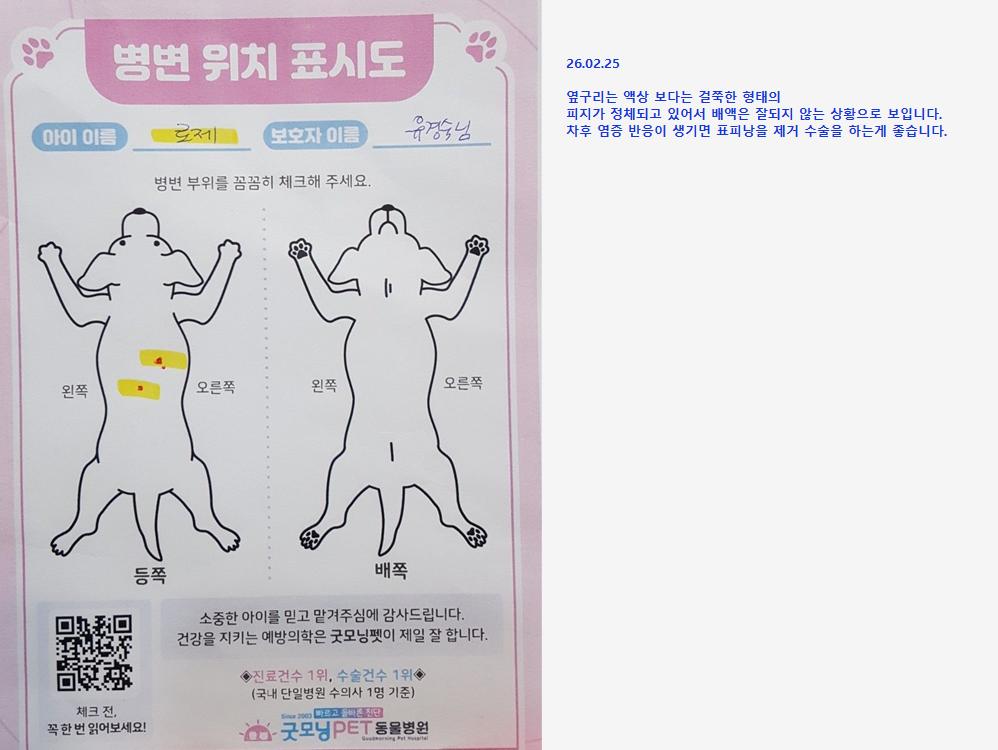 병변 위치 표시도
아이 이름 로제 보호자 이름 유경숙님
병변 부위를 꼼꼼히 체크해 주세요.
왼쪽 오른쪽
왼쪽 오른쪽
등쪽
배쪽
소중한 아이를 믿고 맡겨주심에 감사드립니다.
건강을 지키는 예방의학은 굿모닝펫이 제일 잘 합니다.
◈진료건수 1위, 수술건수 1위◈
(국내 단일병원 수의사 1명 기준)
체크 전,
꼭 한 번 읽어보세요!
Since 2003 빠르고 올바른 진단
굿모닝PET 동물병원
Goodmorning Pet Hospital
26.02.25
옆구리는 액상 보다는 걸쭉한 형태의
피지가 정체되고 있어서 배액은 잘되지 않는 상황으로 보입니다.
차후 염증 반응이 생기면 표피낭을 제거 수술을 하는게 좋습니다.